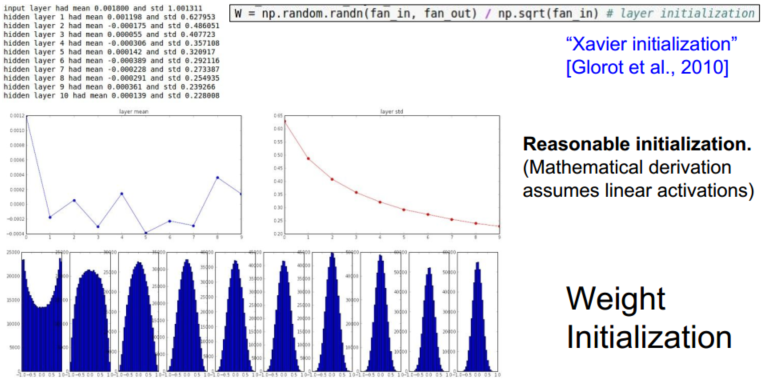 input layer had mean 0.001800 and std 1.001311
hidden layer 1 had mean 0.001198 and std 0.627953
hidden layer 2 had mean -0.000175 and std 0.486051
hidden layer 3 had mean 0.000055 and std 0.407723
hidden layer 4 had mean -0.000306 and std 0.357108
hidden layer 5 had mean 0.000142 and std 0.320917
hidden layer 6 had mean -0.000389 and std 0.292116
hidden layer 7 had mean -0.000228 and std 0.273387
hidden layer 8 had mean -0.000291 and std 0.254935
hidden layer 9 had mean 0.000361 and std 0.239266
hidden layer 10 had mean 0.000139 and std 0.228008
W = np.random.randn(fan_in, fan_out) / np.sqrt(fan_in) # layer initialization
“Xavier initialization”
[Glorot et al., 2010]
layer mean
layer std
Reasonable initialization.
(Mathematical derivation
assumes linear activations)
Weight
Initialization